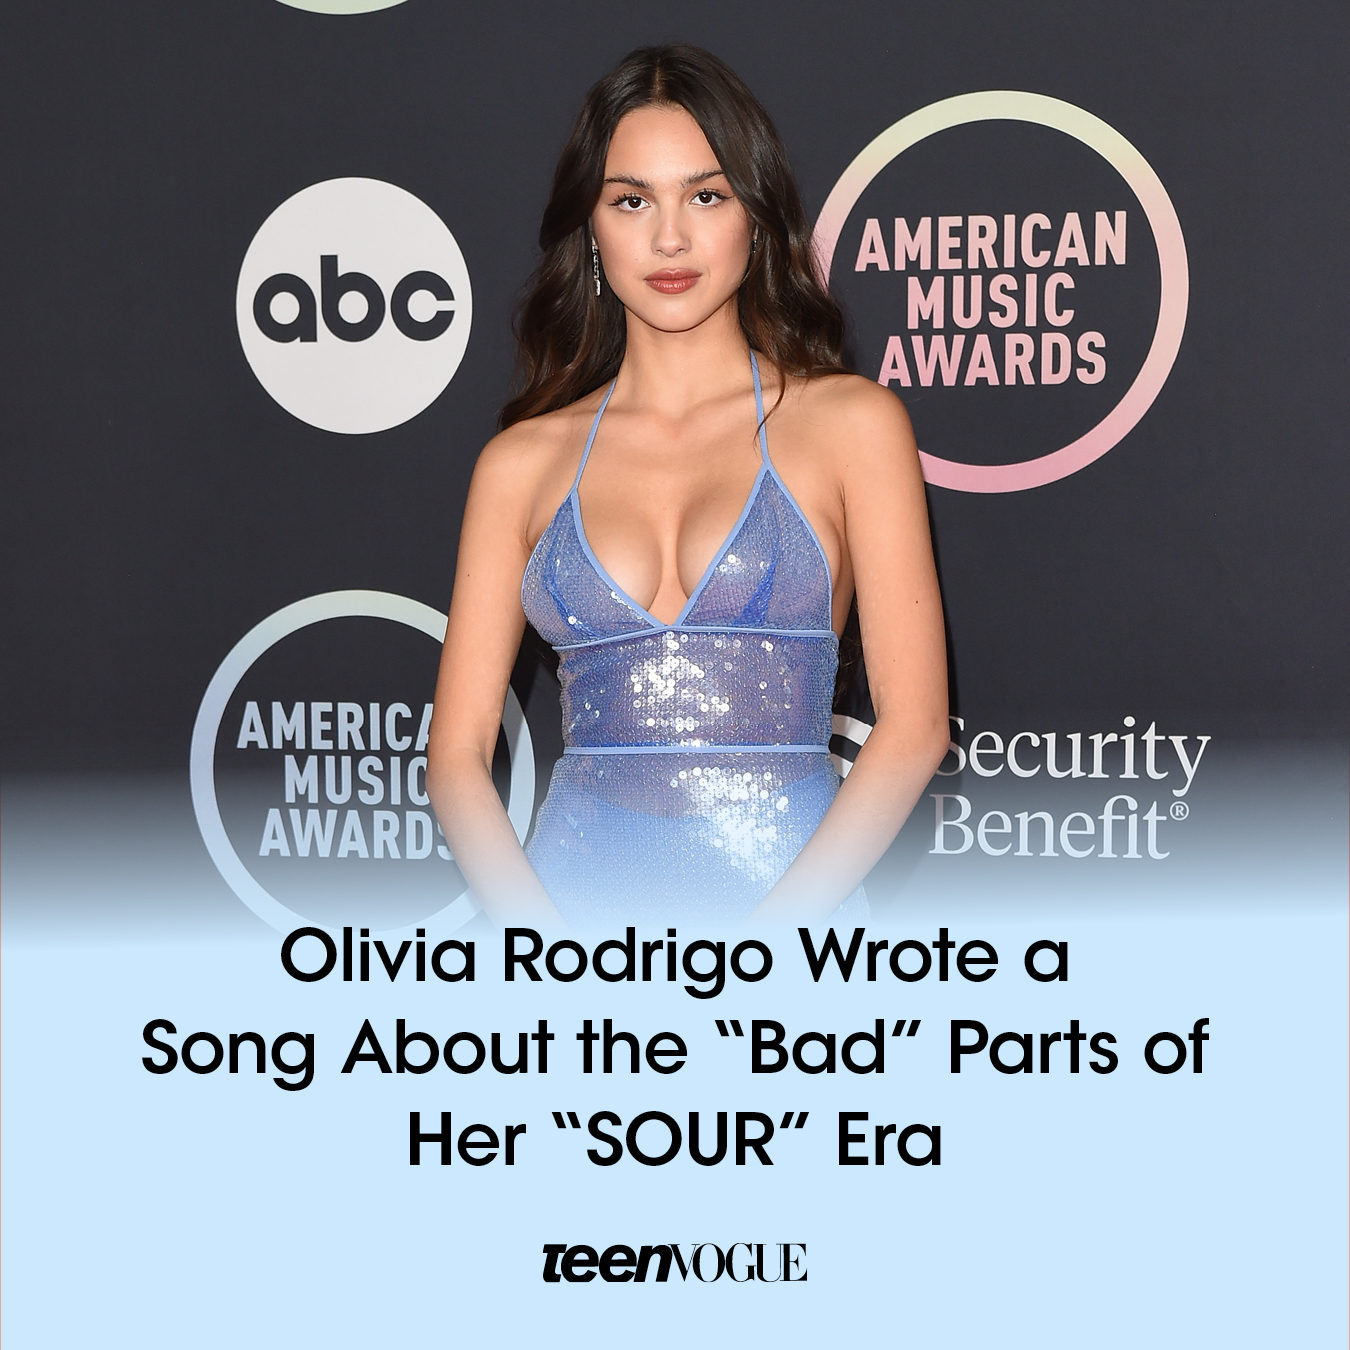 abc
AMERICAN
MUSIC
AWARDS
AMERICA
MUSIC
AWARDS
Security
Benefit®
Olivia Rodrigo Wrote a
Song About the “Bad” Parts of
Her “SOUR” Era
teenVOGUE